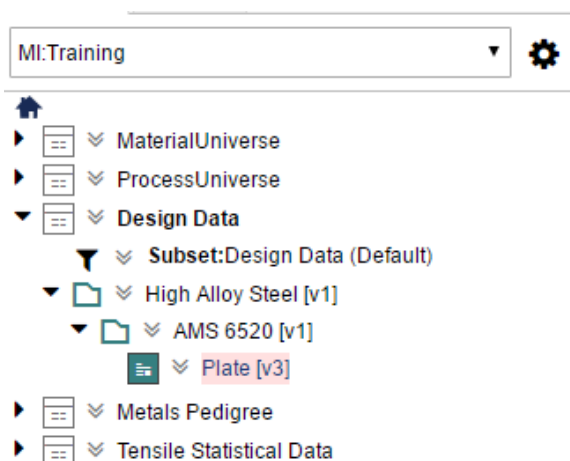 MI:Training
MaterialUniverse
ProcessUniverse
Design Data
Subset:Design Data (Default)
High Alloy Steel [v1]
AMS 6520 [v1]
Plate [v3]
Metals Pedigree
Tensile Statistical Data